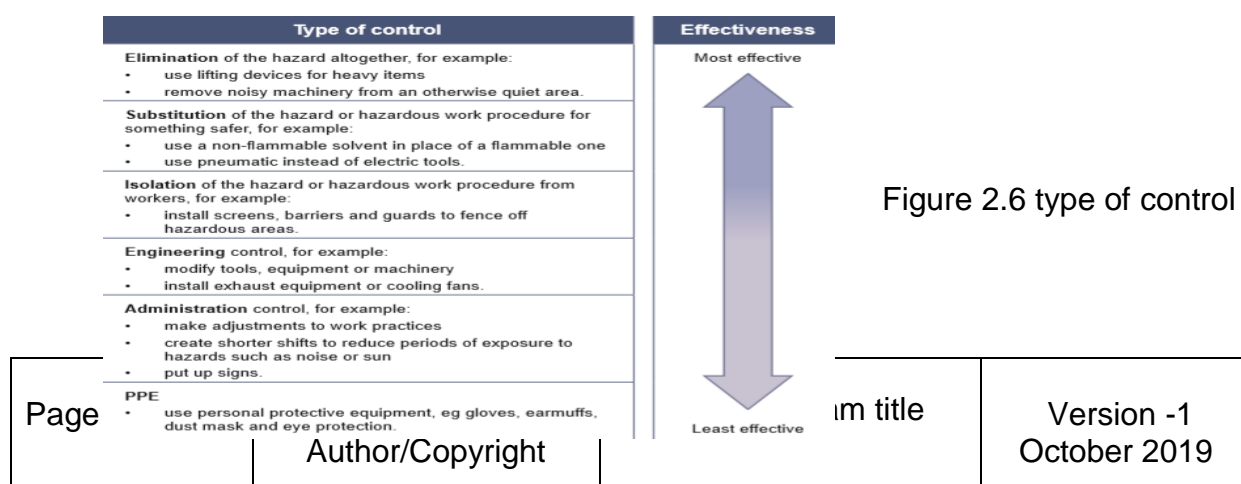 Type of control
Effectiveness
Elimination of the hazard altogether, for example:
• use lifting devices for heavy items
• remove noisy machinery from an otherwise quiet area.
Substitution of the hazard or hazardous work procedure for
something safer, for example:
• use a non-flammable solvent in place of a flammable one
• use pneumatic instead of electric tools.
Isolation of the hazard or hazardous work procedure from
workers, for example:
• install screens, barriers and guards to fence off
hazardous areas.
Engineering control, for example:
• modify tools, equipment or machinery
• install exhaust equipment or cooling fans.
Administration control, for example:
• make adjustments to work practices
• create shorter shifts to reduce periods of exposure to
hazards such as noise or sun
• put up signs.
PPE
• use personal protective equipment, eg gloves, earmuffs,
dust mask and eye protection.
Most effective
Least effective
Figure 2.6 type of control
Page
Author/Copyright
title
Version -1
October 2019